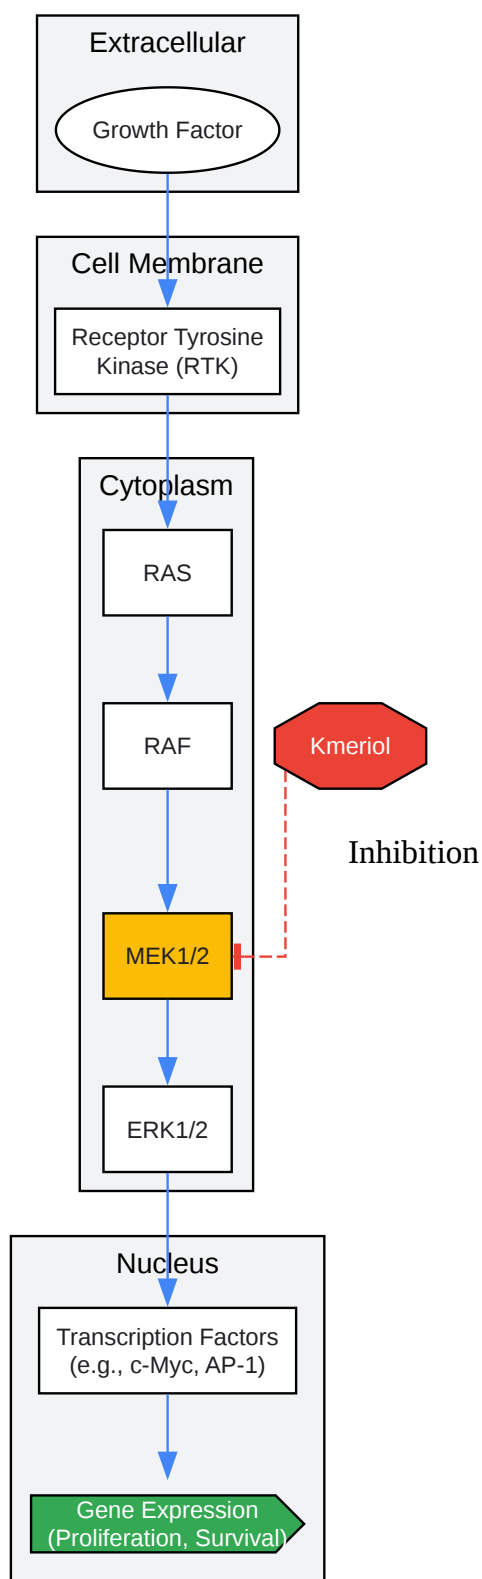 Extracellular
Growth Factor
Cell Membrane
Receptor Tyrosine
Kinase (RTK)
Cytoplasm
RAS
RAF
Kmeriol
Inhibition
MEK1/2
ERK1/2
Nucleus
Transcription Factors
(e.g., c-Myc, AP-1)
Gene Expression
(Proliferation, Survival)